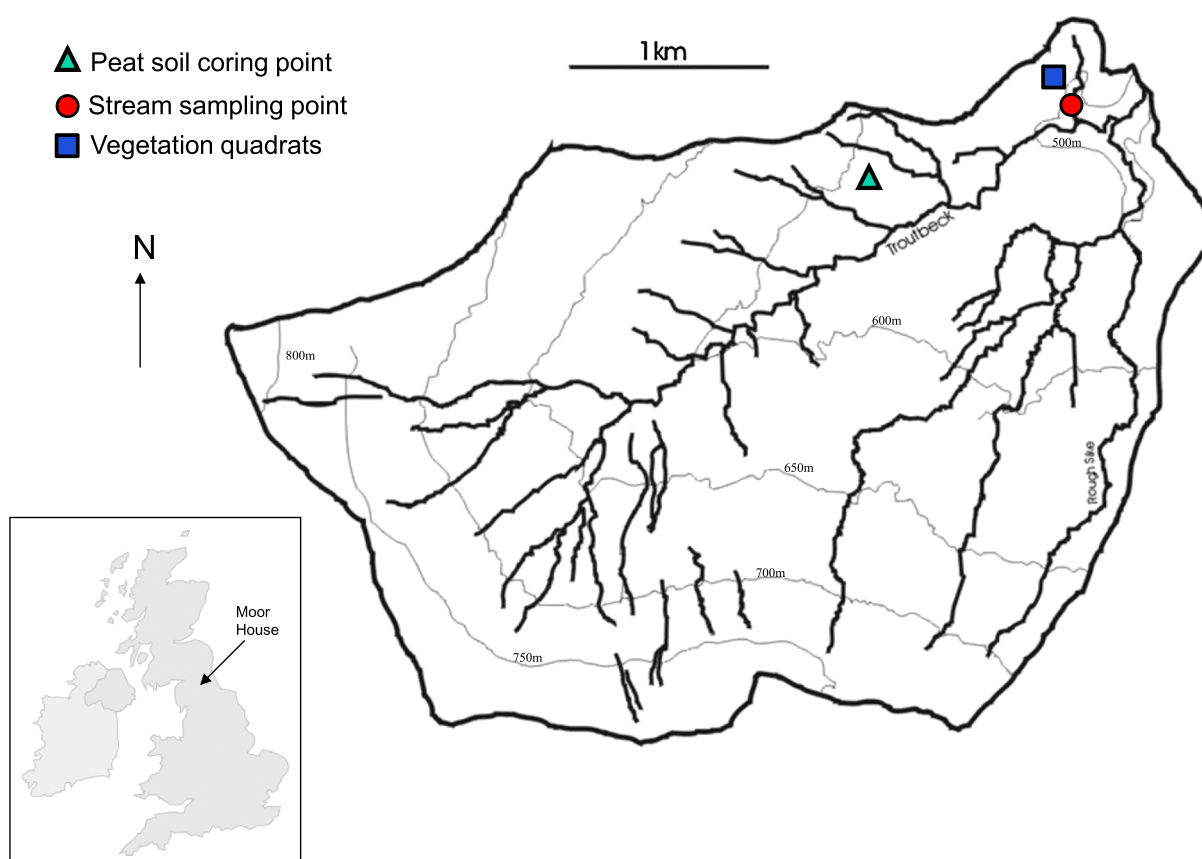 Peat soil coring point
Stream sampling point
Vegetation quadrats
1km
N
500m
Troutbeck
600m
800m
650m
Rough Sike
700m
750m
Moor
House